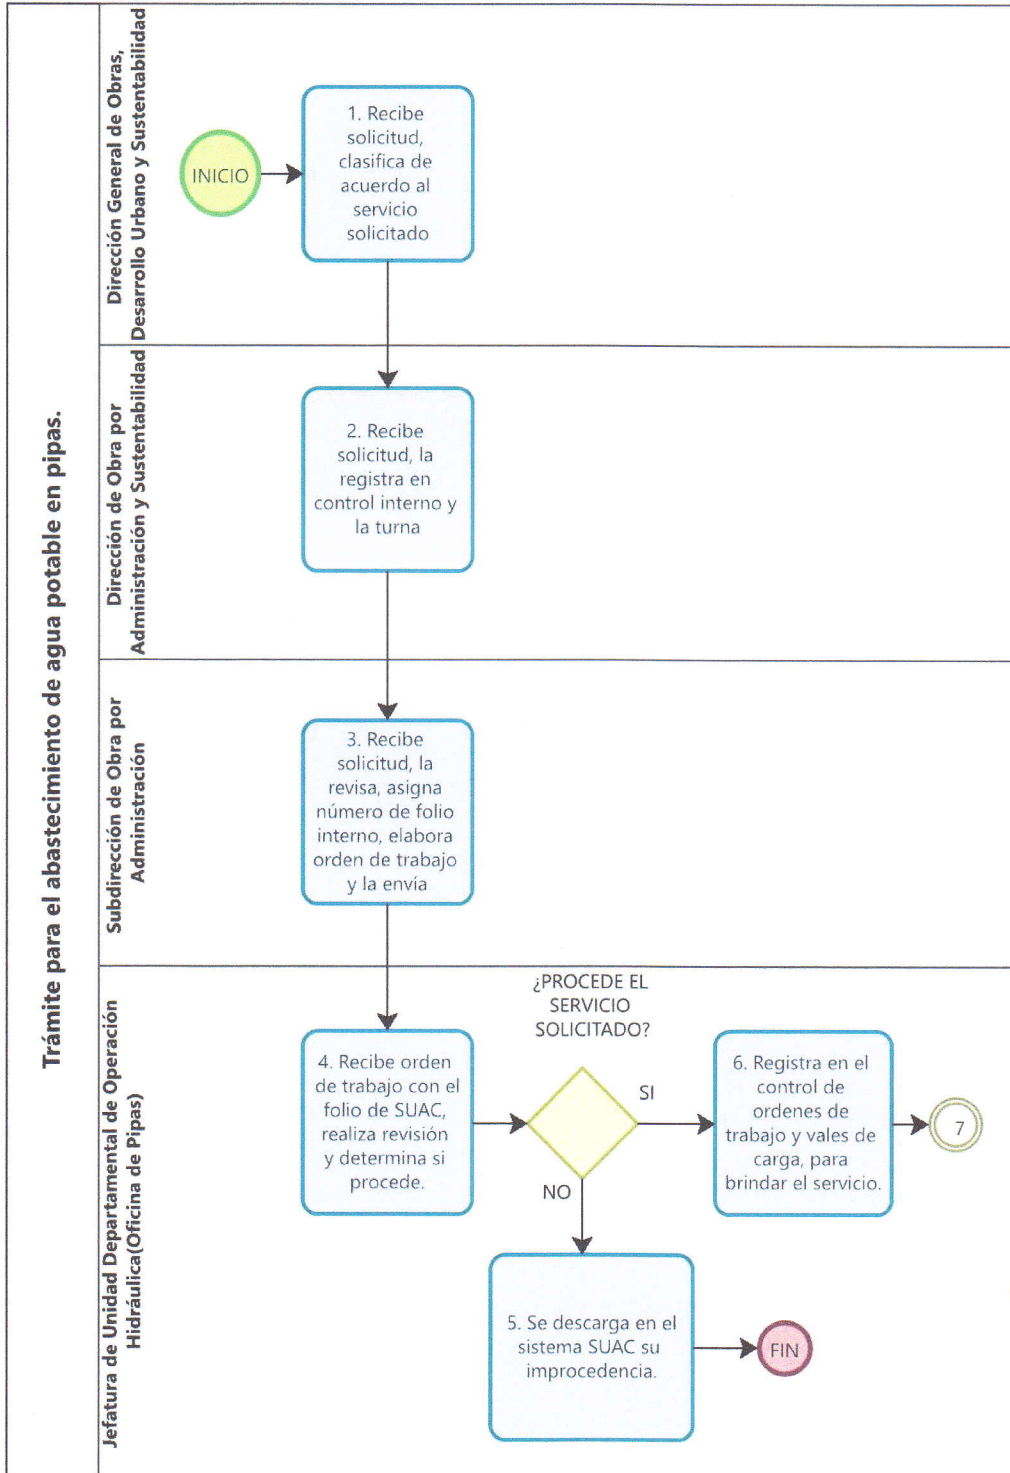 Trámite para el abastecimiento de agua potable en pipas.
Dirección General de Obras,
Desarrollo Urbano y Sustentabilidad
INICIO
1. Recibe
solicitud,
clasifica de
acuerdo al
servicio
solicitado
Dirección de Obra por
Administración y Sustentabilidad
2. Recibe
solicitud, la
registra en
control interno y
la turna
Subdirección de Obra por
Administración
3. Recibe
solicitud, la
revisa, asigna
número de folio
interno, elabora
orden de trabajo
y la envía
Jefatura de Unidad Departamental de Operación
Hidráulica(Oficina de Pipas)
4. Recibe orden
de trabajo con el
folio de SUAC,
realiza revisión
y determina si
procede.
¿PROCEDE EL
SERVICIO
SOLICITADO?
SI
NO
6. Registra en el
control de
ordenes de
trabajo y vales de
carga, para
brindar el servicio.
7
5. Se descarga en el
sistema SUAC su
improcedencia.
FIN